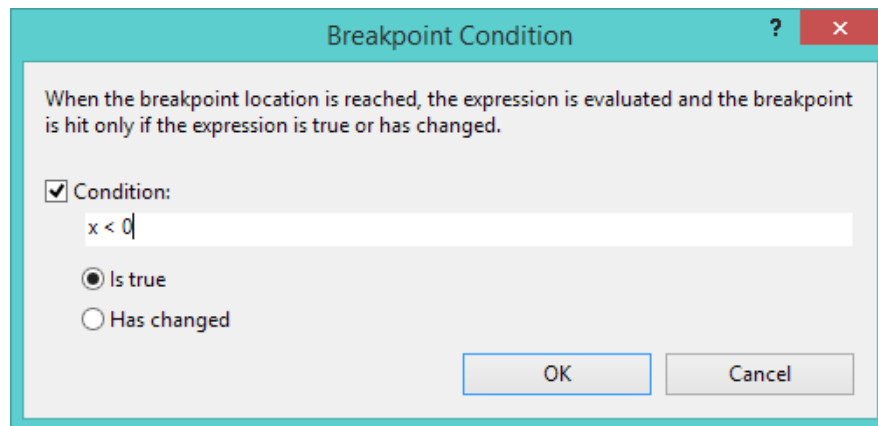 Breakpoint Condition
?
When the breakpoint location is reached, the expression is evaluated and the breakpoint
is hit only if the expression is true or has changed.
Condition:
x < 0
Is true
Has changed
OK Cancel